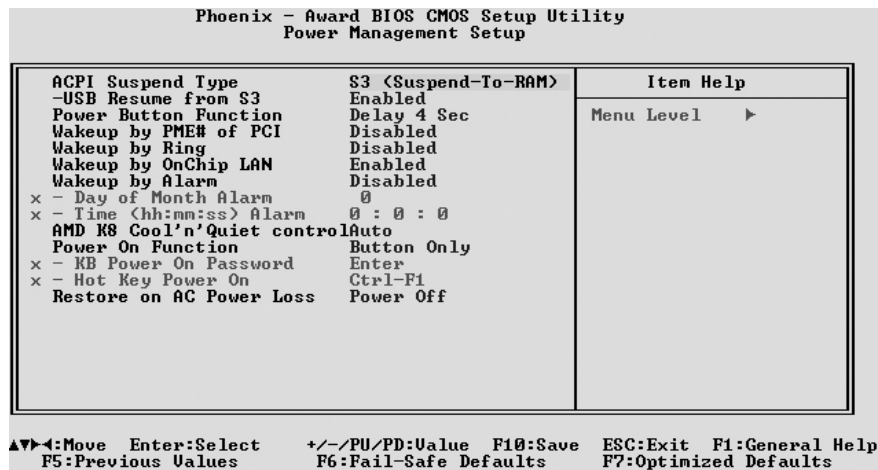 Phoenix - Award BIOS CMOS Setup Utility
Power Management Setup
ACPI Suspend Type S3 (Suspend-To-RAM)
-USB Resume from S3 Enabled
Power Button Function Delay 4 Sec
Wakeup by PME# of PCI Disabled
Wakeup by Ring Disabled
Wakeup by OnChip LAN Enabled
Wakeup by Alarm Disabled
x - Day of Month Alarm 0
x - Time (hh:mm:ss) Alarm 0 : 0 : 0
AMD K8 Cool'n'Quiet controlAuto
Power On Function Button Only
x - KB Power On Password Enter
x - Hot Key Power On Ctrl-F1
Restore on AC Power Loss Power Off
Item Help
Menu Level ►
▲▼►◄:Move Enter:Select +/-/PU/PD:Value F10:Save ESC:Exit F1:General Help
F5:Previous Values F6:Fail-Safe Defaults F7:Optimized Defaults